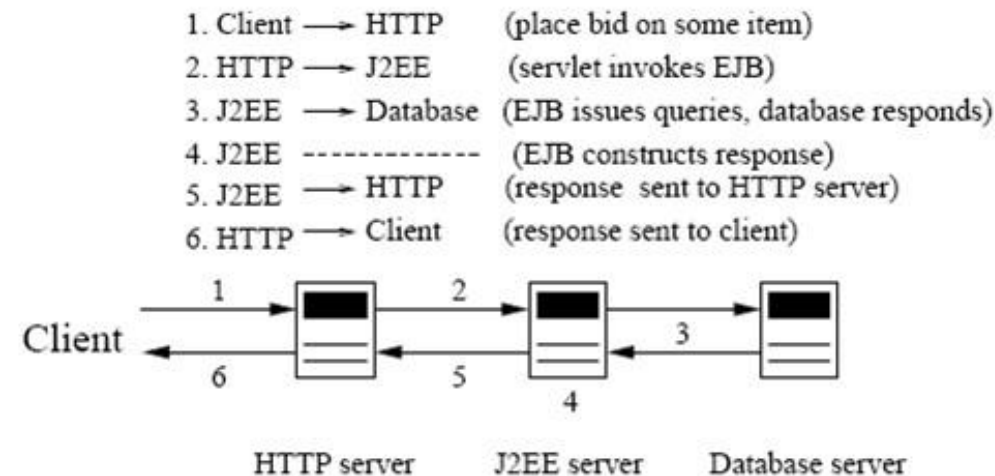 1. Client → HTTP (place bid on some item)
2. HTTP → J2EE (servlet invokes EJB)
3. J2EE → Database (EJB issues queries, database responds)
4. J2EE ------------- (EJB constructs response)
5. J2EE → HTTP (response sent to HTTP server)
6. HTTP → Client (response sent to client)
1 2
Client 3
6 5
4
HTTP server J2EE server Database server